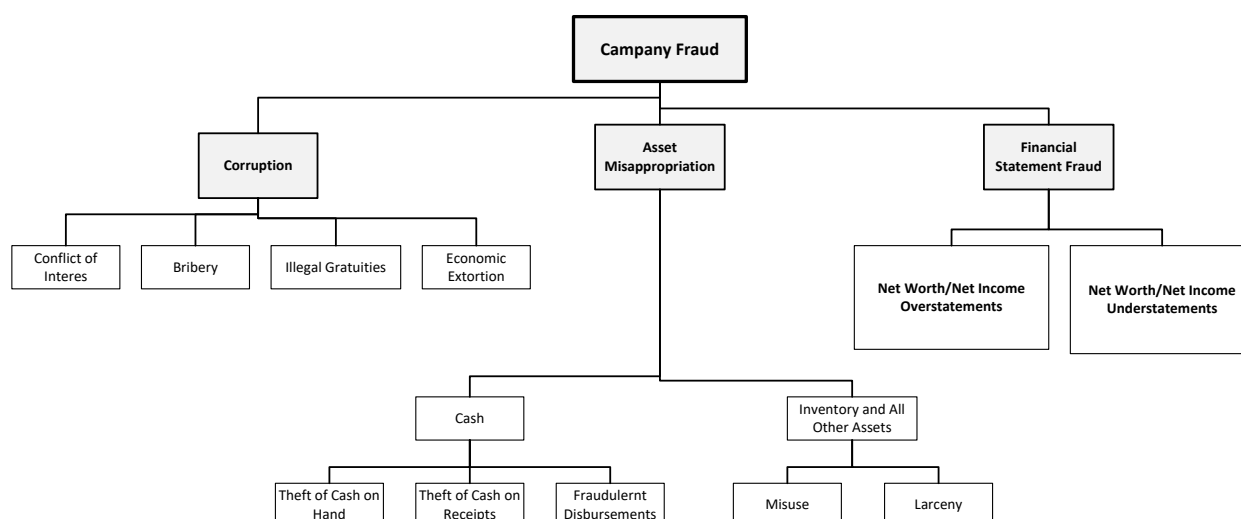 Campany Fraud
Corruption
Asset
Misappropriation
Financial
Statement Fraud
Conflict of
Interes
Bribery
Illegal Gratuities
Economic
Extortion
Net Worth/Net Income
Overstatements
Net Worth/Net Income
Understatements
Cash
Inventory and All
Other Assets
Theft of Cash on
Hand
Theft of Cash on
Receipts
Fraudulernt
Disbursements
Misuse
Larceny